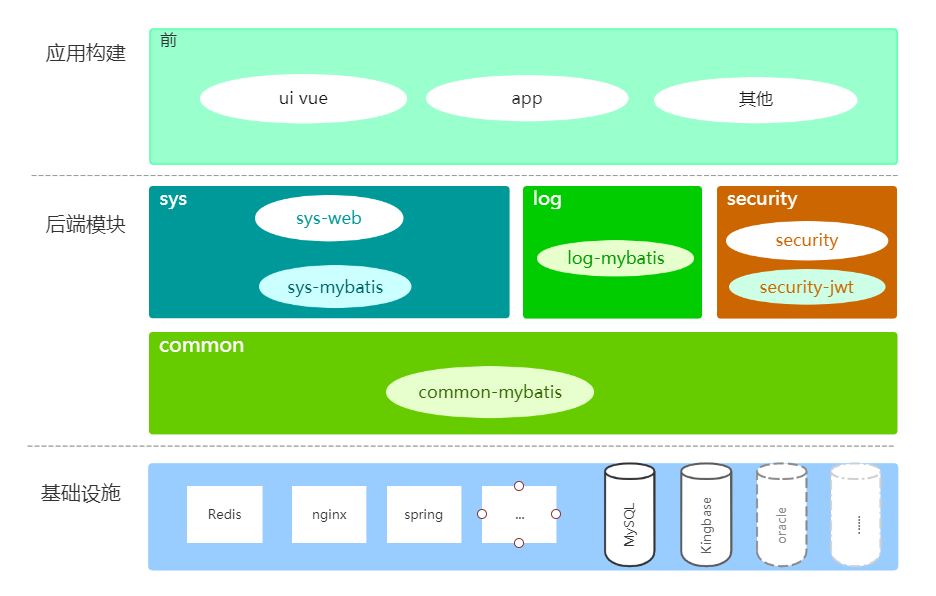 应用构建
前
ui vue
app
其他
后端模块
sys
sys-web
sys-mybatis
log
log-mybatis
security
security
security-jwt
common
common-mybatis
基础设施
Redis
nginx
spring
...
MySQL
Kingbase
oracle
......